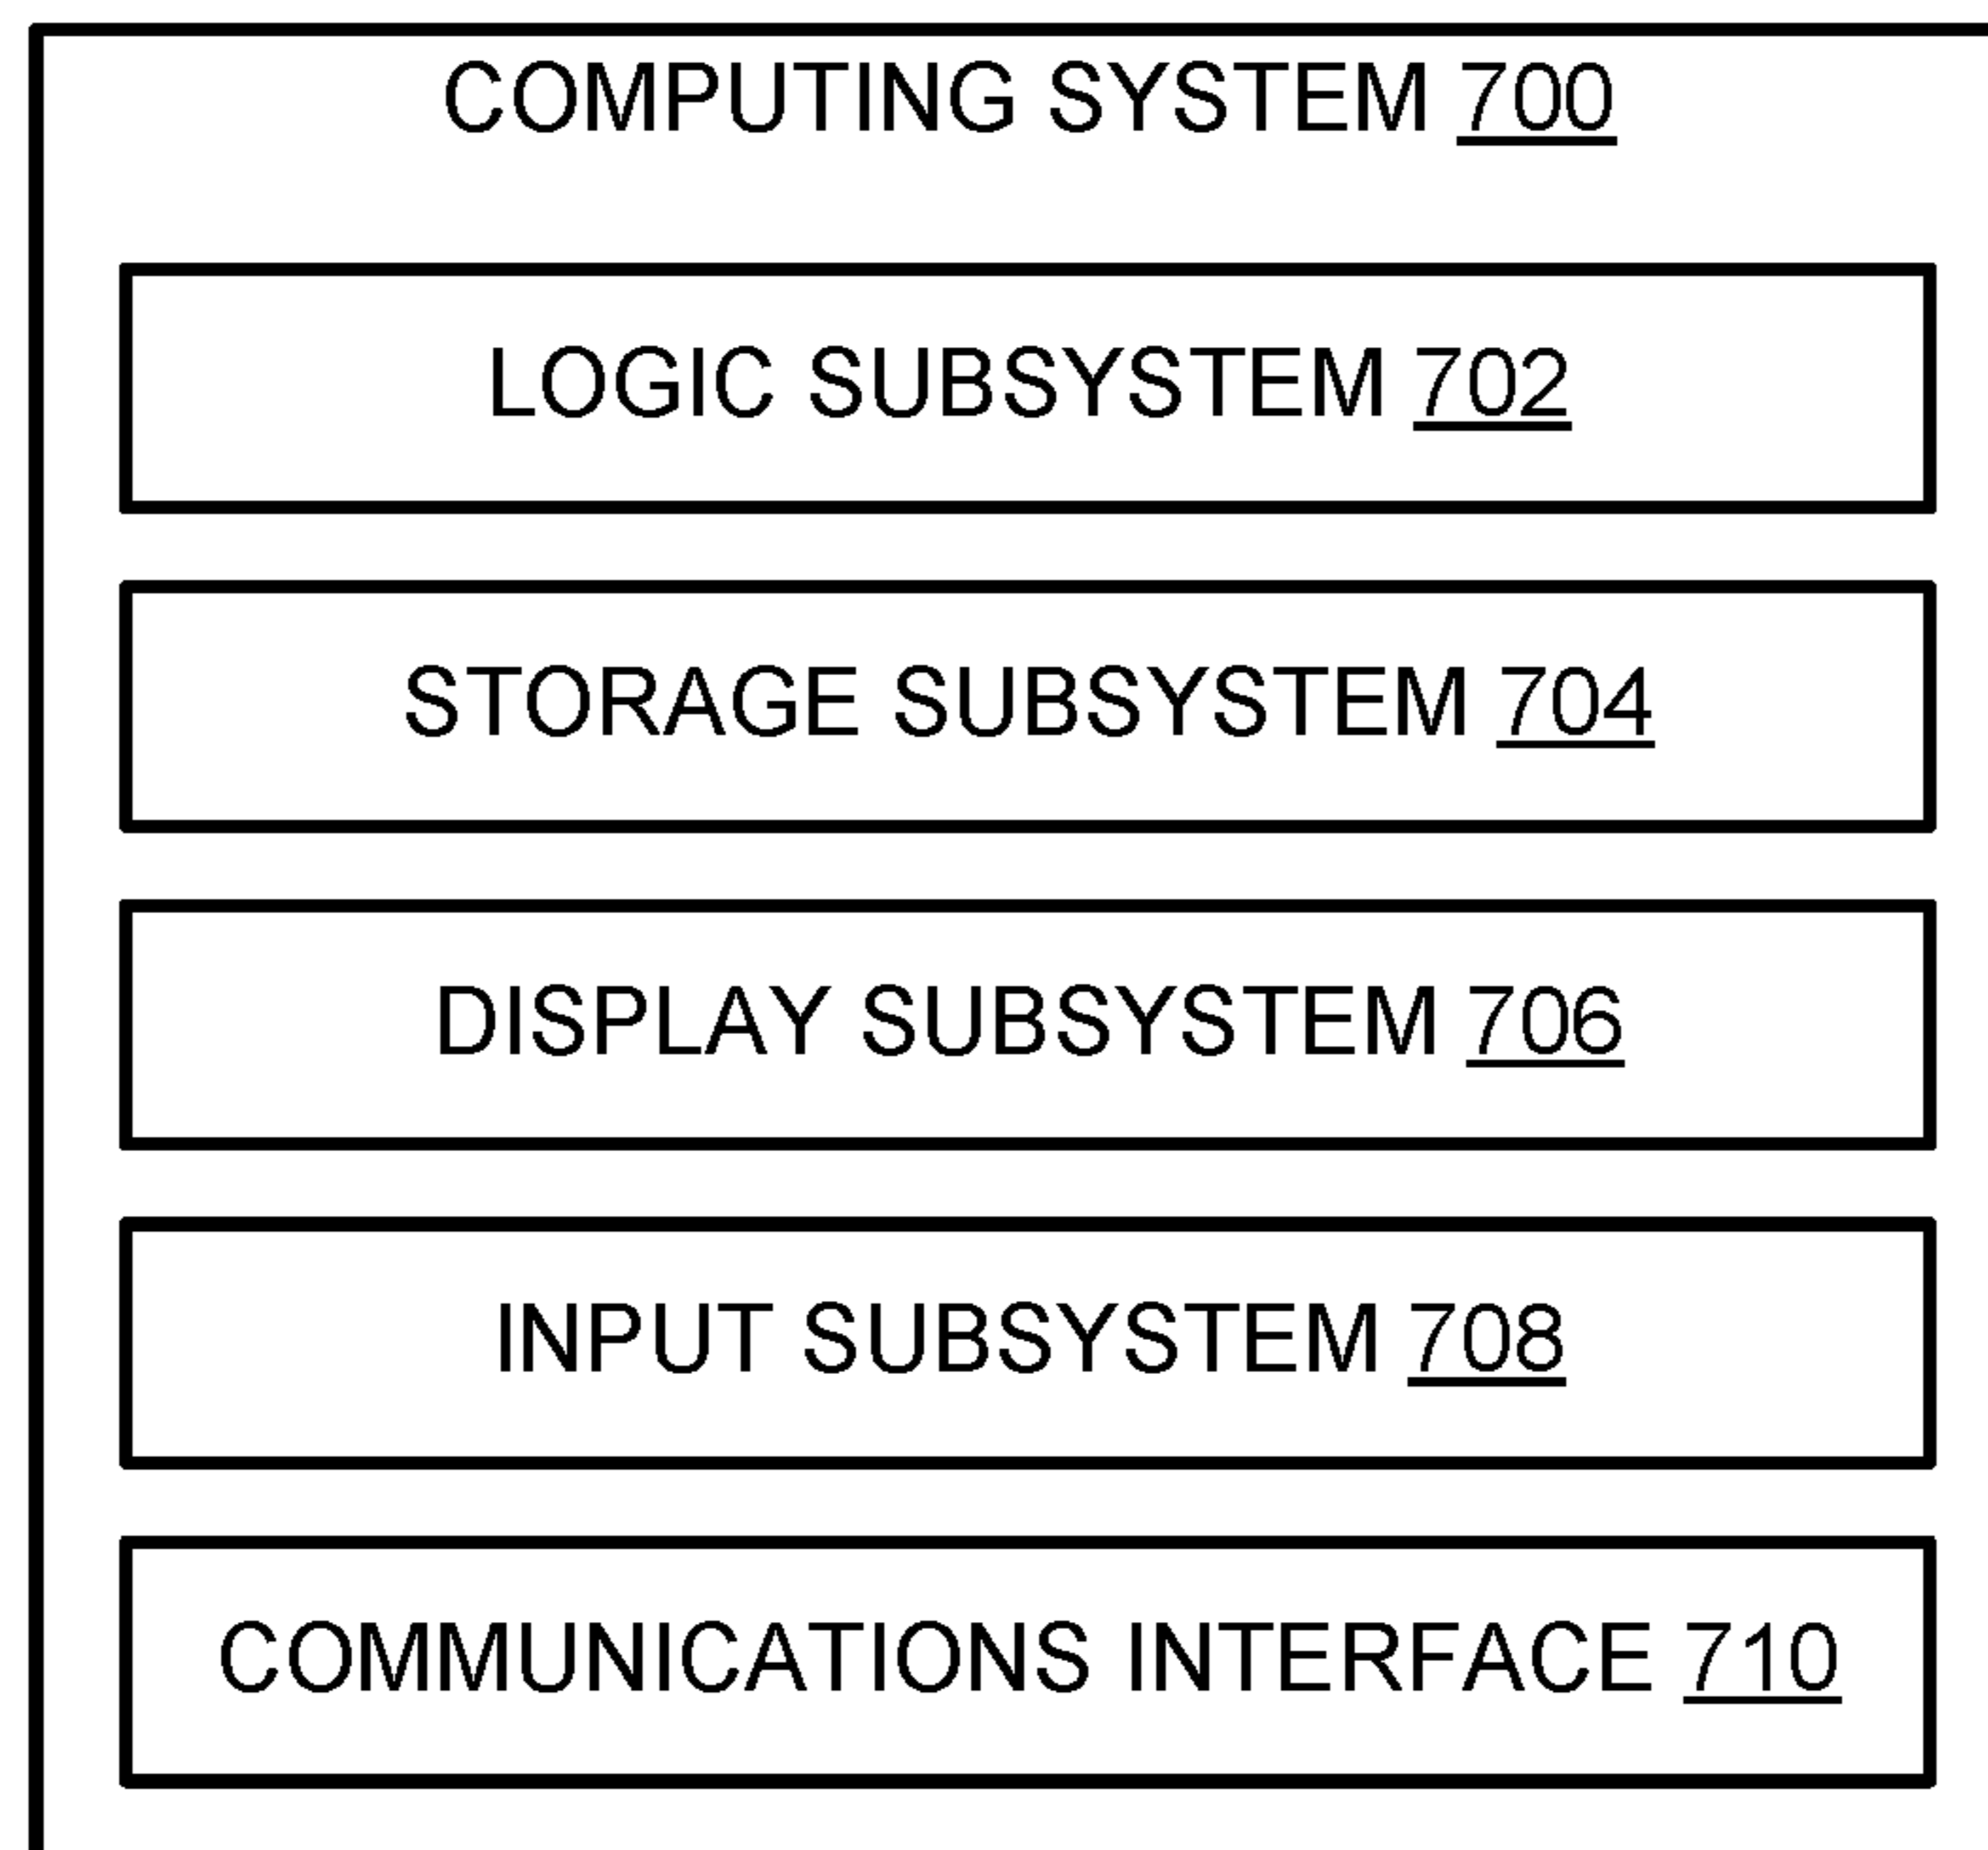 COMPUTING SYSTEM 700
LOGIC SUBSYSTEM 702
STORAGE SUBSYSTEM 704
DISPLAY SUBSYSTEM 706
INPUT SUBSYSTEM 708
COMMUNICATIONS INTERFACE 710